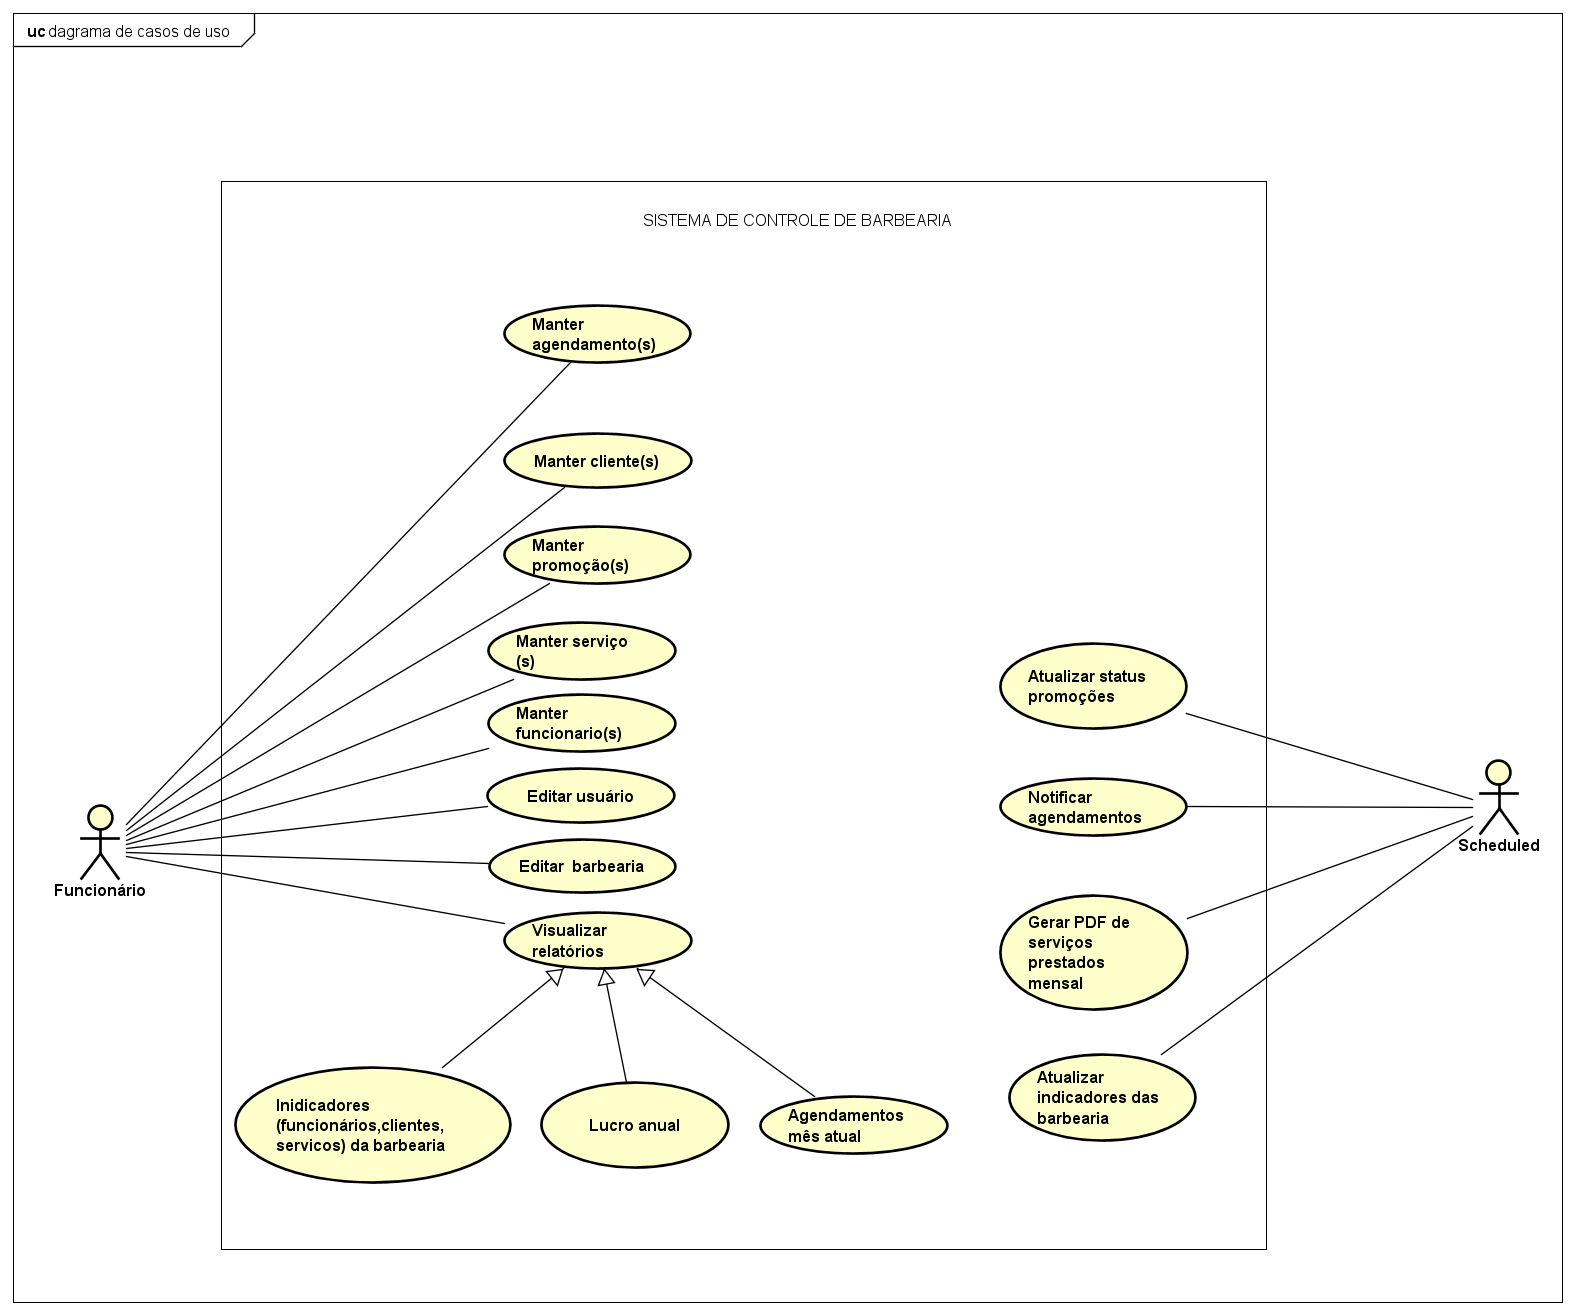 uc dagrama de casos de uso
SISTEMA DE CONTROLE DE BARBEARIA
Manter
agendamento(s)
Manter cliente(s)
Manter
promoção(s)
Manter serviço
(s)
Manter
funcionario(s)
Editar usuário
Editar  barbearia
Visualizar
relatórios
Inidicadores
(funcionários,clientes,
servicos) da barbearia
Lucro anual
Agendamentos
mês atual
Funcionário
Atualizar status
promoções
Notificar
agendamentos
Gerar PDF de
serviços
prestados
mensal
Atualizar
indicadores das
barbearia
Scheduled